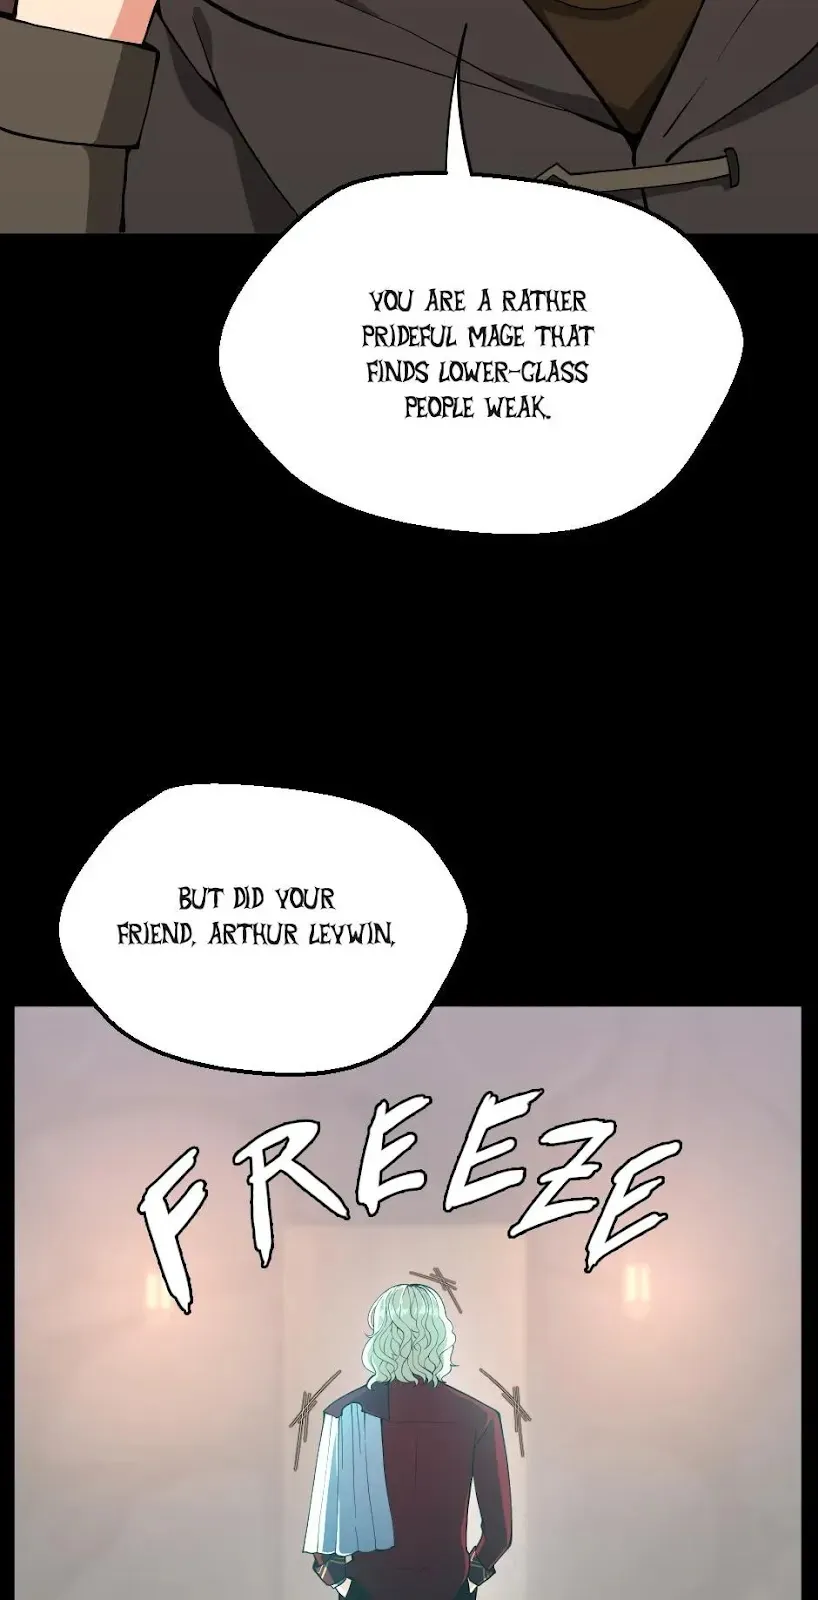 YOU ARE A RATHER
PRIDEFUL MAGE THAT
FINDS LOWER-CLASS
PEOPLE WEAK.
BUT DID YOUR
FRIEND, ARTHUR LEYWIN,
FREEZE